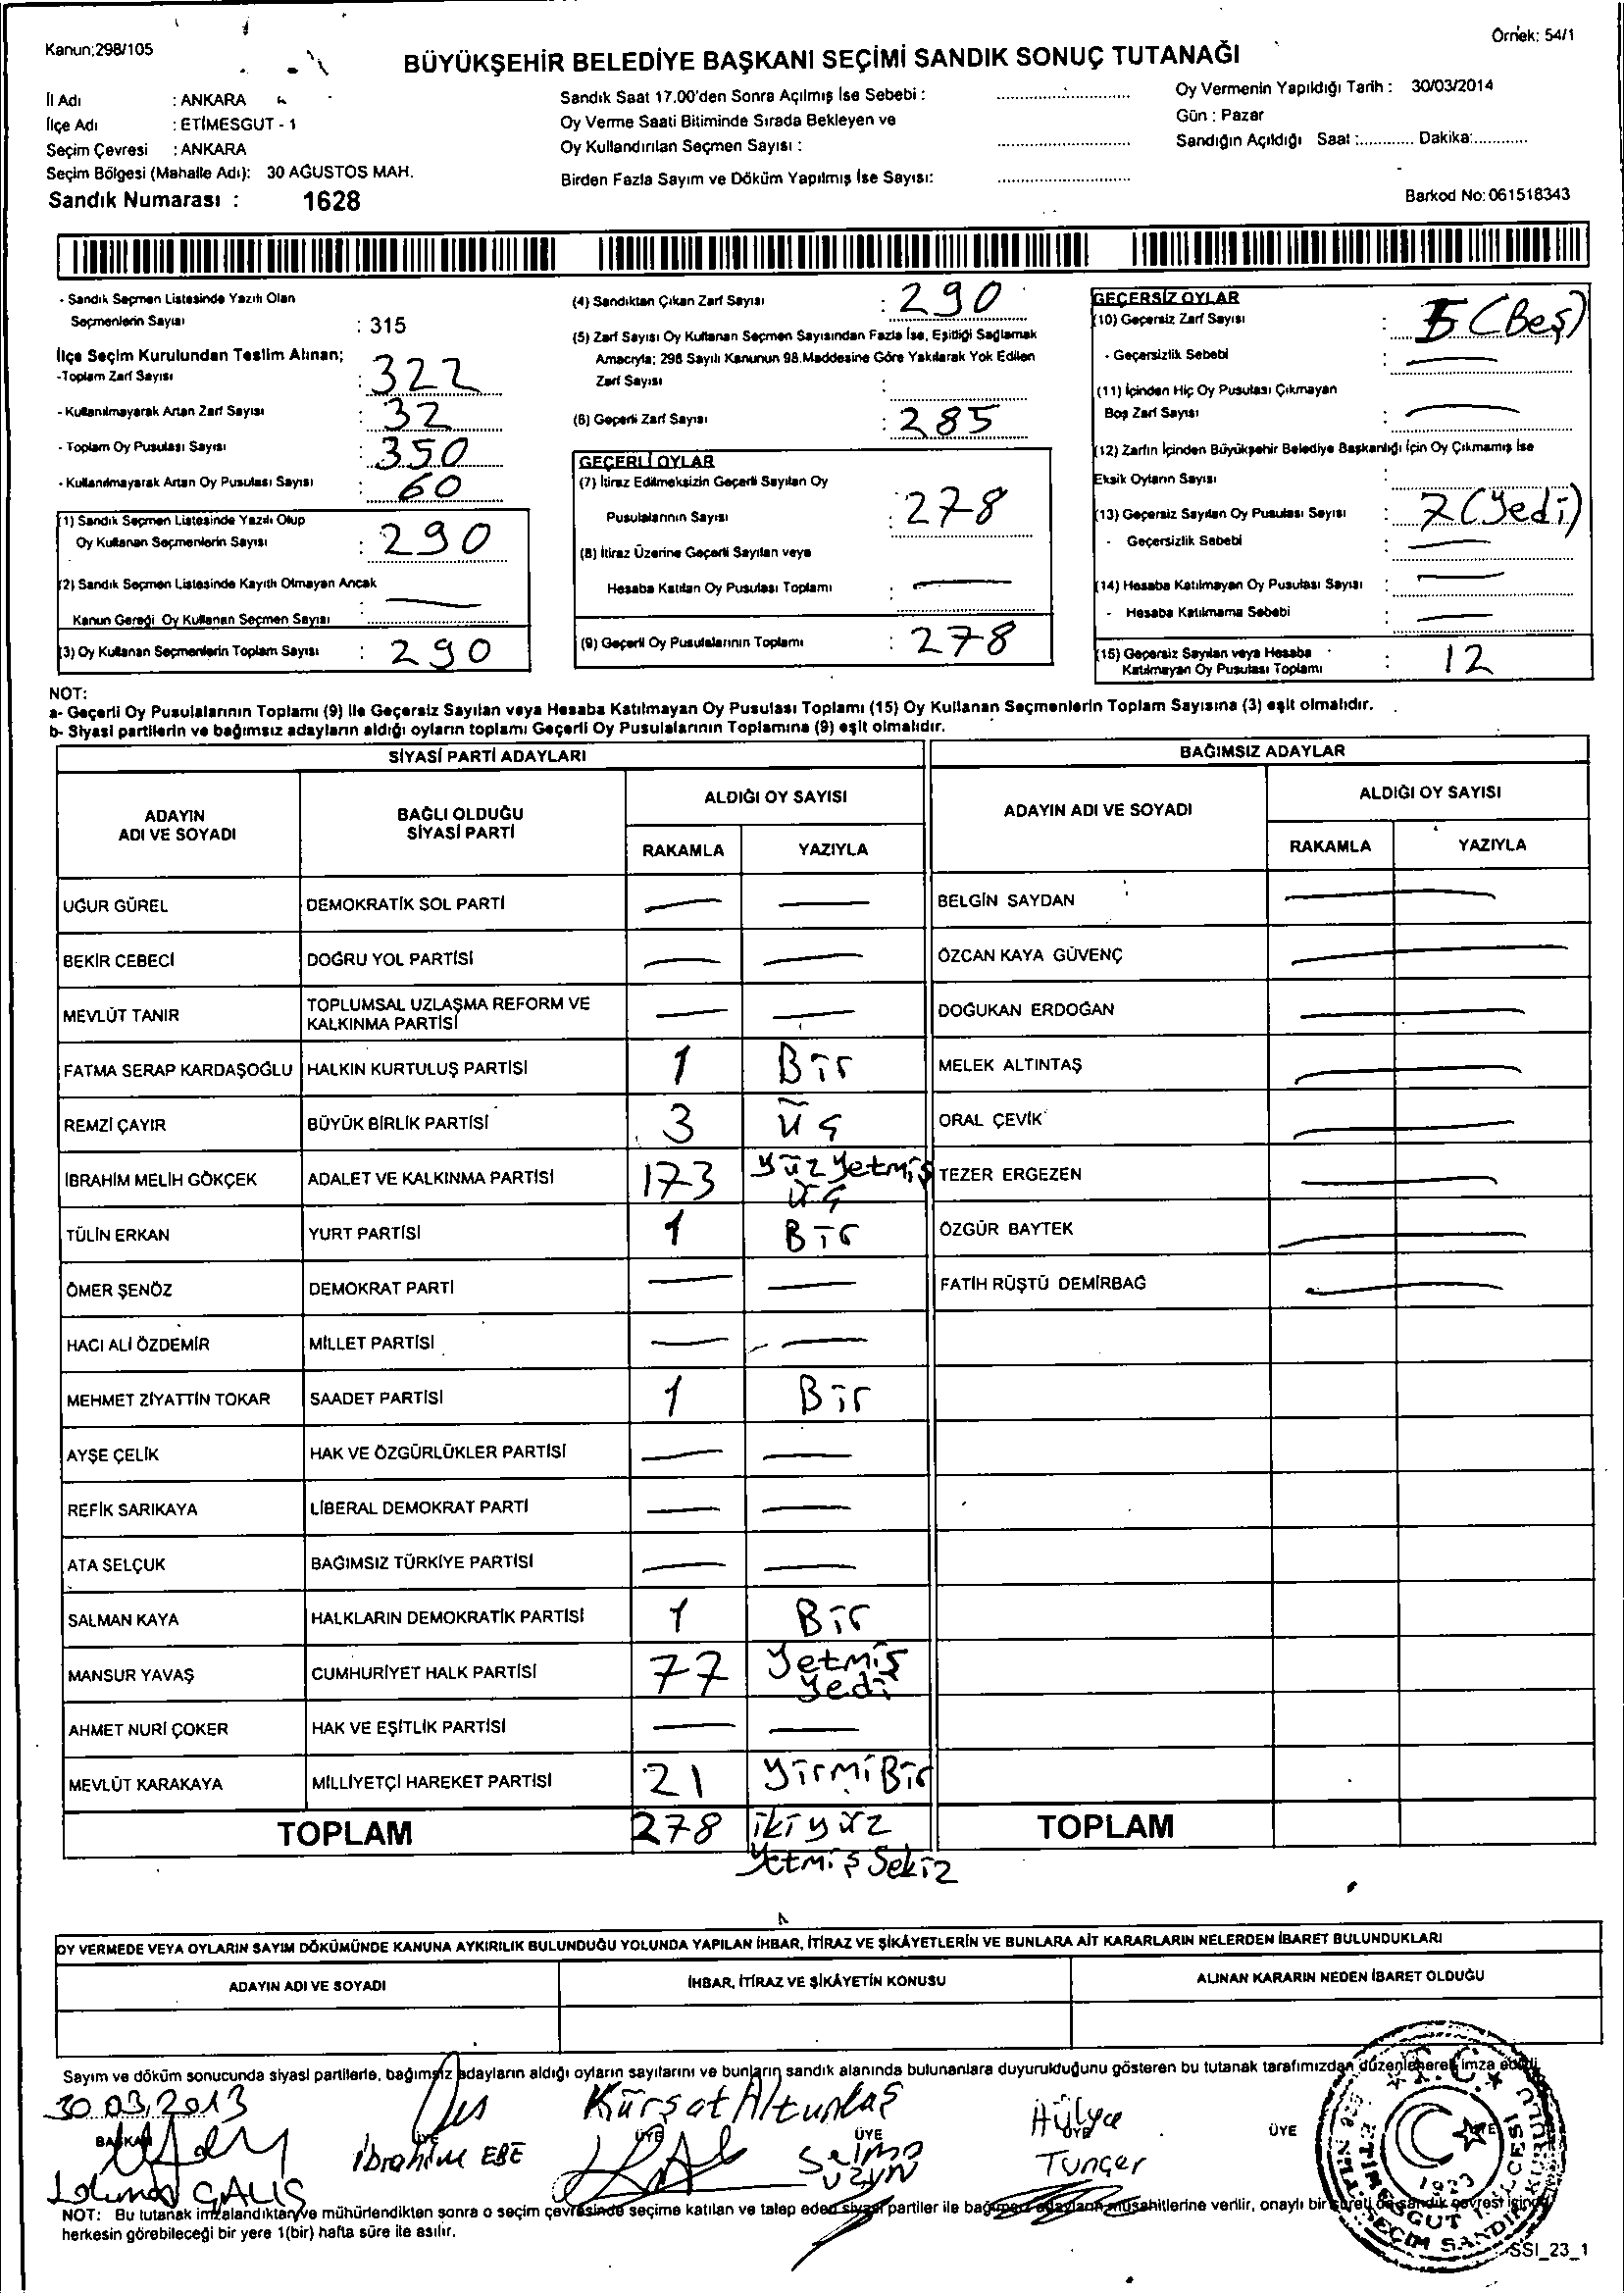 Kanun;298/105
Örnek: 54/1
BÜYÜKŞEHİR BELEDİYE BAŞKANI SEÇİMİ SANDIK SONUÇ TUTANAĞI
İl Adı : ANKARA
İlçe Adı : ETİMESGUT - 1
Seçim Çevresi : ANKARA
Seçim Bölgesi (Mahalle Adı): 30 AĞUSTOS MAH.
Sandık Numarası : 1628
Sandık Saat 17.00'den Sonra Açılmış İse Sebebi :
Oy Verme Saati Bitiminde Sırada Bekleyen ve
Oy Kullandırılan Seçmen Sayısı :
Birden Fazla Sayım ve Döküm Yapılmış İse Sayısı:
Oy Vermenin Yapıldığı Tarih : 30/03/2014
Gün : Pazar
Sandığın Açıldığı Saat :............ Dakika:............
Barkod No: 061518343
- Sandık Seçmen Listesinde Yazılı Olan
Seçmenlerin Sayısı : 315
İlçe Seçim Kurulundan Teslim Alınan;
-Toplam Zarf Sayısı : 322
- Kullanılmayarak Artan Zarf Sayısı : 32
- Toplam Oy Pusulası Sayısı : 350
- Kullanılmayarak Artan Oy Pusulası Sayısı : 60
(1) Sandık Seçmen Listesinde Yazılı Olup
Oy Kullanan Seçmenlerin Sayısı : 290
(2) Sandık Seçmen Listesinde Kayıtlı Olmayan Ancak
Kanun Gereği Oy Kullanan Seçmen Sayısı : —
(3) Oy Kullanan Seçmenlerin Toplam Sayısı : 290
(4) Sandıktan Çıkan Zarf Sayısı : 290
(5) Zarf Sayısı Oy Kullanan Seçmen Sayısından Fazla İse, Eşitliği Sağlamak
Amacıyla; 298 Sayılı Kanunun 98.Maddesine Göre Yakılarak Yok Edilen
Zarf Sayısı :
(6) Geçerli Zarf Sayısı : 285
GEÇERLİ OYLAR
(7) İtiraz Edilmeksizin Geçerli Sayılan Oy
Pusulalarının Sayısı : 278
(8) İtiraz Üzerine Geçerli Sayılan veya
Hesaba Katılan Oy Pusulası Toplamı : —
(9) Geçerli Oy Pusulalarının Toplamı : 278
GEÇERSİZ OYLAR
(10) Geçersiz Zarf Sayısı : 5 (Beş)
- Geçersizlik Sebebi : —
(11) İçinden Hiç Oy Pusulası Çıkmayan
Boş Zarf Sayısı : —
(12) Zarfın İçinden Büyükşehir Belediye Başkanlığı İçin Oy Çıkmamış İse
Eksik Oyların Sayısı :
(13) Geçersiz Sayılan Oy Pusulası Sayısı : 7 (Yedi)
- Geçersizlik Sebebi : —
(14) Hesaba Katılmayan Oy Pusulası Sayısı : —
- Hesaba Katılmama Sebebi : —
(15) Geçersiz Sayılan veya Hesaba
Katılmayan Oy Pusulası Toplamı : 12
NOT:
a- Geçerli Oy Pusulalarının Toplamı (9) ile Geçersiz Sayılan veya Hesaba Katılmayan Oy Pusulası Toplamı (15) Oy Kullanan Seçmenlerin Toplam Sayısına (3) eşit olmalıdır.
b- Siyasi partilerin ve bağımsız adayların aldığı oyların toplamı Geçerli Oy Pusulalarının Toplamına (9) eşit olmalıdır.
SİYASİ PARTİ ADAYLARI
ADAYIN ADI VE SOYADI
BAĞLI OLDUĞU SİYASİ PARTİ
ALDIĞI OY SAYISI
RAKAMLA YAZIYLA
UĞUR GÜREL DEMOKRATİK SOL PARTİ — —
BEKİR CEBECİ DOĞRU YOL PARTİSİ — —
MEVLÜT TANIR TOPLUMSAL UZLAŞMA REFORM VE KALKINMA PARTİSİ — —
FATMA SERAP KARDAŞOĞLU HALKIN KURTULUŞ PARTİSİ 1 Bir
REMZİ ÇAYIR BÜYÜK BİRLİK PARTİSİ 3 Üç
İBRAHİM MELİH GÖKÇEK ADALET VE KALKINMA PARTİSİ 173 Yüz Yetmiş Üç
TÜLİN ERKAN YURT PARTİSİ 1 Bir
ÖMER ŞENÖZ DEMOKRAT PARTİ — —
HACI ALİ ÖZDEMİR MİLLET PARTİSİ — —
MEHMET ZİYATTİN TOKAR SAADET PARTİSİ 1 Bir
AYŞE ÇELİK HAK VE ÖZGÜRLÜKLER PARTİSİ — —
REFİK SARIKAYA LİBERAL DEMOKRAT PARTİ — —
ATA SELÇUK BAĞIMSIZ TÜRKİYE PARTİSİ — —
SALMAN KAYA HALKLARIN DEMOKRATİK PARTİSİ 1 Bir
MANSUR YAVAŞ CUMHURİYET HALK PARTİSİ 77 Yetmiş Yedi
AHMET NURİ ÇOKER HAK VE EŞİTLİK PARTİSİ — —
MEVLÜT KARAKAYA MİLLİYETÇİ HAREKET PARTİSİ 21 Yirmi Bir
TOPLAM 278 iki yüz Yetmiş Sekiz
BAĞIMSIZ ADAYLAR
ADAYIN ADI VE SOYADI
ALDIĞI OY SAYISI
RAKAMLA YAZIYLA
BELGİN SAYDAN —
ÖZCAN KAYA GÜVENÇ —
DOĞUKAN ERDOĞAN —
MELEK ALTINTAŞ —
ORAL ÇEVİK —
TEZER ERGEZEN —
ÖZGÜR BAYTEK —
FATİH RÜŞTÜ DEMİRBAĞ —
TOPLAM
OY VERMEDE VEYA OYLARIN SAYIM DÖKÜMÜNDE KANUNA AYKIRILIK BULUNDUĞU YOLUNDA YAPILAN İHBAR, İTİRAZ VE ŞİKÂYETLERİN VE BUNLARA AİT KARARLARIN NELERDEN İBARET BULUNDUKLARI
ADAYIN ADI VE SOYADI
İHBAR, İTİRAZ VE ŞİKÂYETİN KONUSU
ALINAN KARARIN NEDEN İBARET OLDUĞU
Sayım ve döküm sonucunda siyasi partilerle, bağımsız adayların aldığı oyların sayılarını ve bunların sandık alanında bulunanlara duyurulduğunu gösteren bu tutanak tarafımızdan düzenlenerek imza edildi.
30.03.2013
BAŞKAN ÜYE ÜYE ÜYE ÜYE ÜYE ÜYE
ÇALIŞ
İbrahim EBE
Kürşat Altuntaş
Selma UZUN
Hülya Tunçer
T.C.
1923
NOT: Bu tutanak imzalandıktan ve mühürlendikten sonra o seçim çevresinde seçime katılan ve talep eden siyasi partiler ile bağımsız adayların müşahitlerine verilir, onaylı bir sureti de sandık çevresi içinde
herkesin görebileceği bir yere 1(bir) hafta süre ile asılır.
SSI_23_1